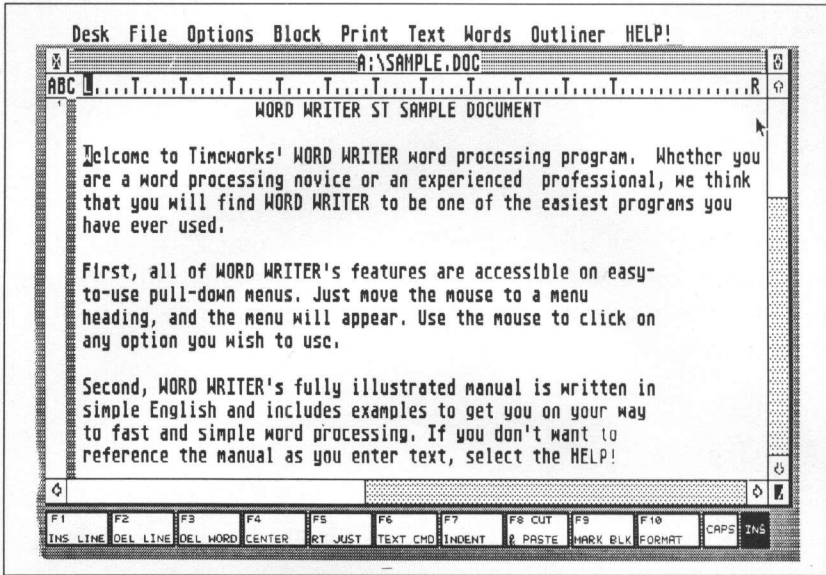 Desk File Options Block Print Text Words Outliner HELP!
A:\SAMPLE.DOC
ABC L....T....T....T....T....T....T....T....T....T....T....T..............R
1
WORD WRITER ST SAMPLE DOCUMENT
Welcome to Timeworks' WORD WRITER word processing program. Whether you
are a word processing novice or an experienced professional, we think
that you will find WORD WRITER to be one of the easiest programs you
have ever used.
First, all of WORD WRITER's features are accessible on easy-
to-use pull-down menus. Just move the mouse to a menu
heading, and the menu will appear. Use the mouse to click on
any option you wish to use.
Second, WORD WRITER's fully illustrated manual is written in
simple English and includes examples to get you on your way
to fast and simple word processing. If you don't want to
reference the manual as you enter text, select the HELP!
F1 F2 F3 F4 F5 F6 F7 F8 CUT F9 F10
INS LINE DEL LINE DEL WORD CENTER RT JUST TEXT CMD INDENT & PASTE MARK BLK FORMAT CAPS INS